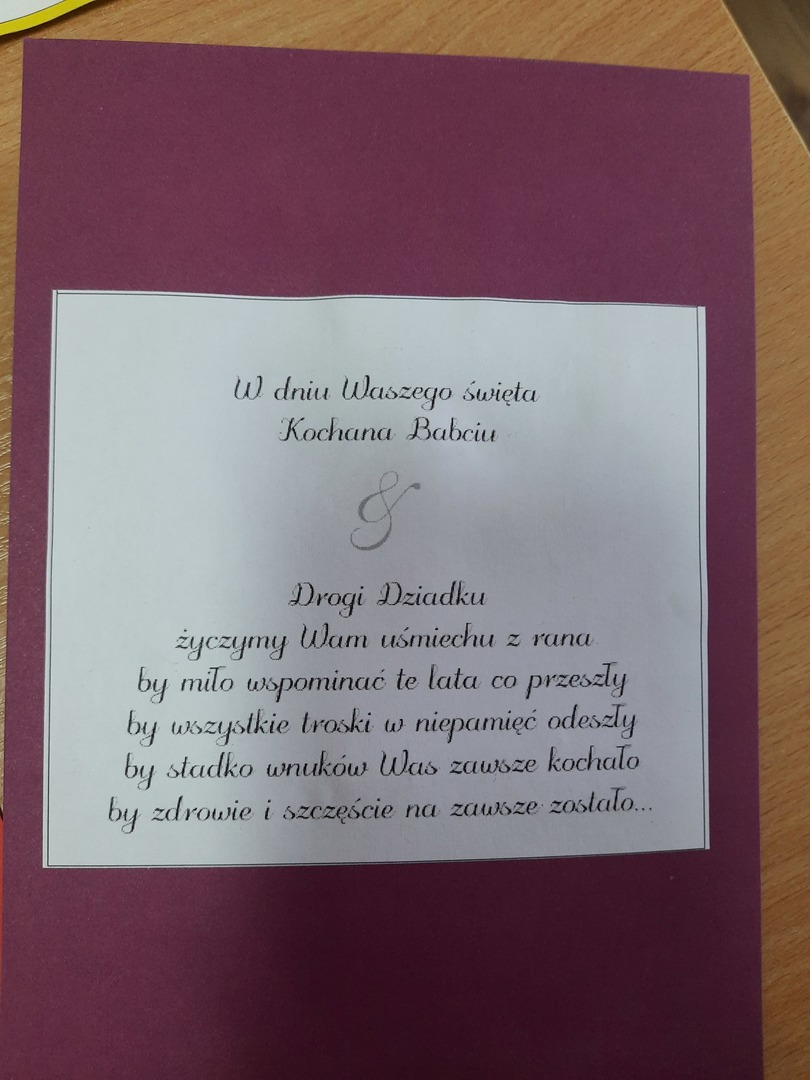 W dniu Waszego święta
Kochana Babciu
&
Drogi Dziadku
życzymy Wam uśmiechu z rana
by miło wspominać te lata co przeszły
by wszystkie troski w niepamięć odeszły
by stadko wnuków Was zawsze kochało
by zdrowie i szczęście na zawsze zostało...